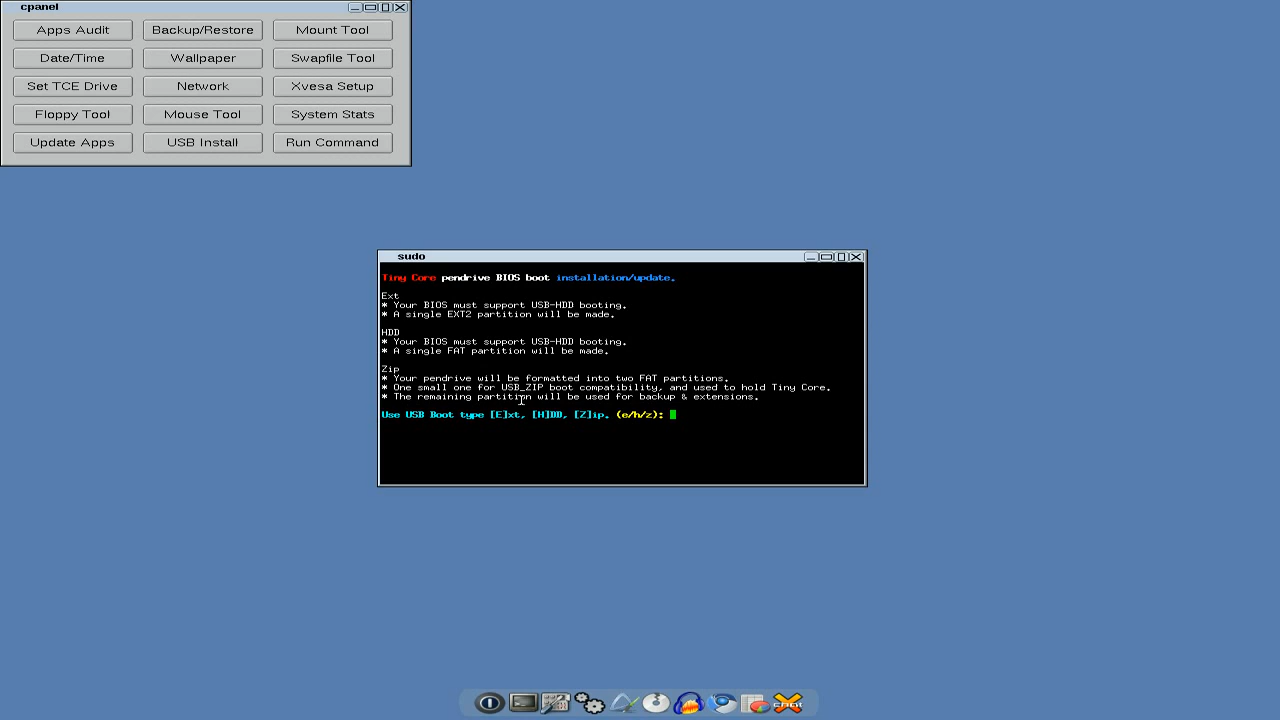 cpanel
Apps Audit Backup/Restore Mount Tool
Date/Time Wallpaper Swapfile Tool
Set TCE Drive Network Xvesa Setup
Floppy Tool Mouse Tool System Stats
Update Apps USB Install Run Command
sudo
Tiny Core pendrive BIOS boot installation/update.
Ext
* Your BIOS must support USB-HDD booting.
* A single EXT2 partition will be made.
HDD
* Your BIOS must support USB-HDD booting.
* A single FAT partition will be made.
Zip
* Your pendrive will be formatted into two FAT partitions.
* One small one for USB_ZIP boot compatibility, and used to hold Tiny Core.
* The remaining partition will be used for backup & extensions.
Use USB Boot type [E]xt, [H]DD, [Z]ip. (e/h/z):